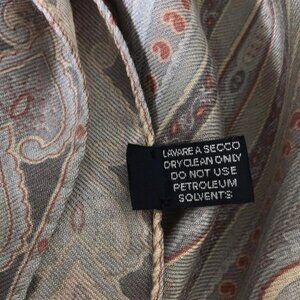 LAVARE A SECCO
DRYCLEAN ONLY
DO NOT USE
PETROLEUM
SOLVENTS